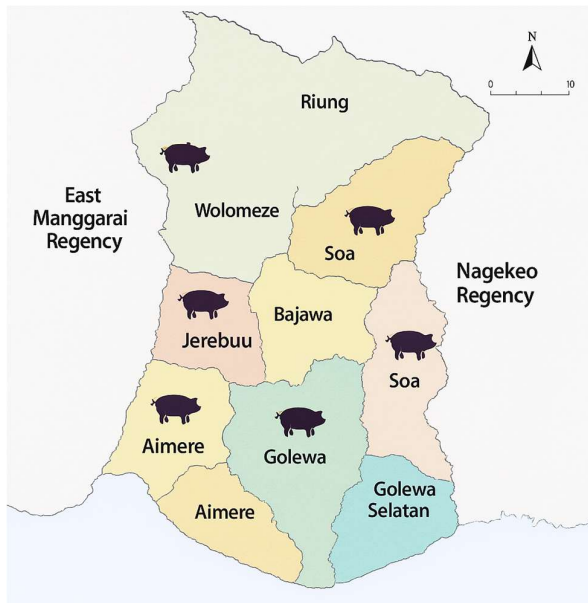 N
0
10
Riung
East
Manggarai
Regency
Wolomeze
Soa
Nagekeo
Regency
Jerebuu
Bajawa
Soa
Aimere
Golewa
Aimere
Golewa
Selatan